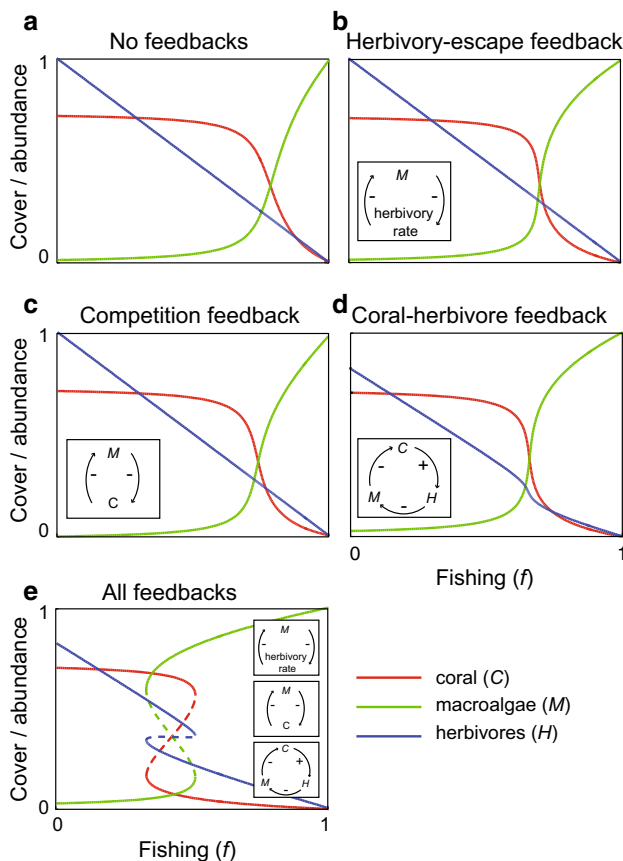 a
No feedbacks
1
0
Cover / abundance
b
Herbivory-escape feedback
M
- -
herbivory
rate
c
Competition feedback
1
0
Cover / abundance
M
- -
C
d
Coral-herbivore feedback
C
- +
M H
-
0
1
Fishing (f)
e
All feedbacks
1
0
Cover / abundance
M
- -
herbivory
rate
M
- -
C
C
- +
M H
-
0 1
Fishing (f)
coral (C)
macroalgae (M)
herbivores (H)